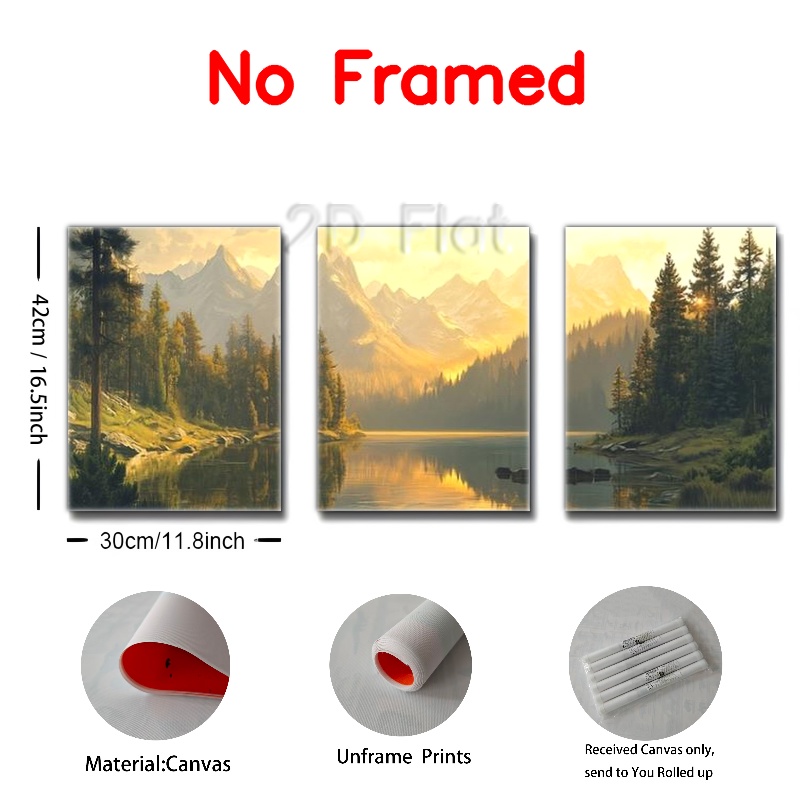 No Framed
2D Flat
42cm / 16.5inch
30cm/11.8inch
Material:Canvas
Unframe Prints
Received Canvas only,
send to You Rolled up